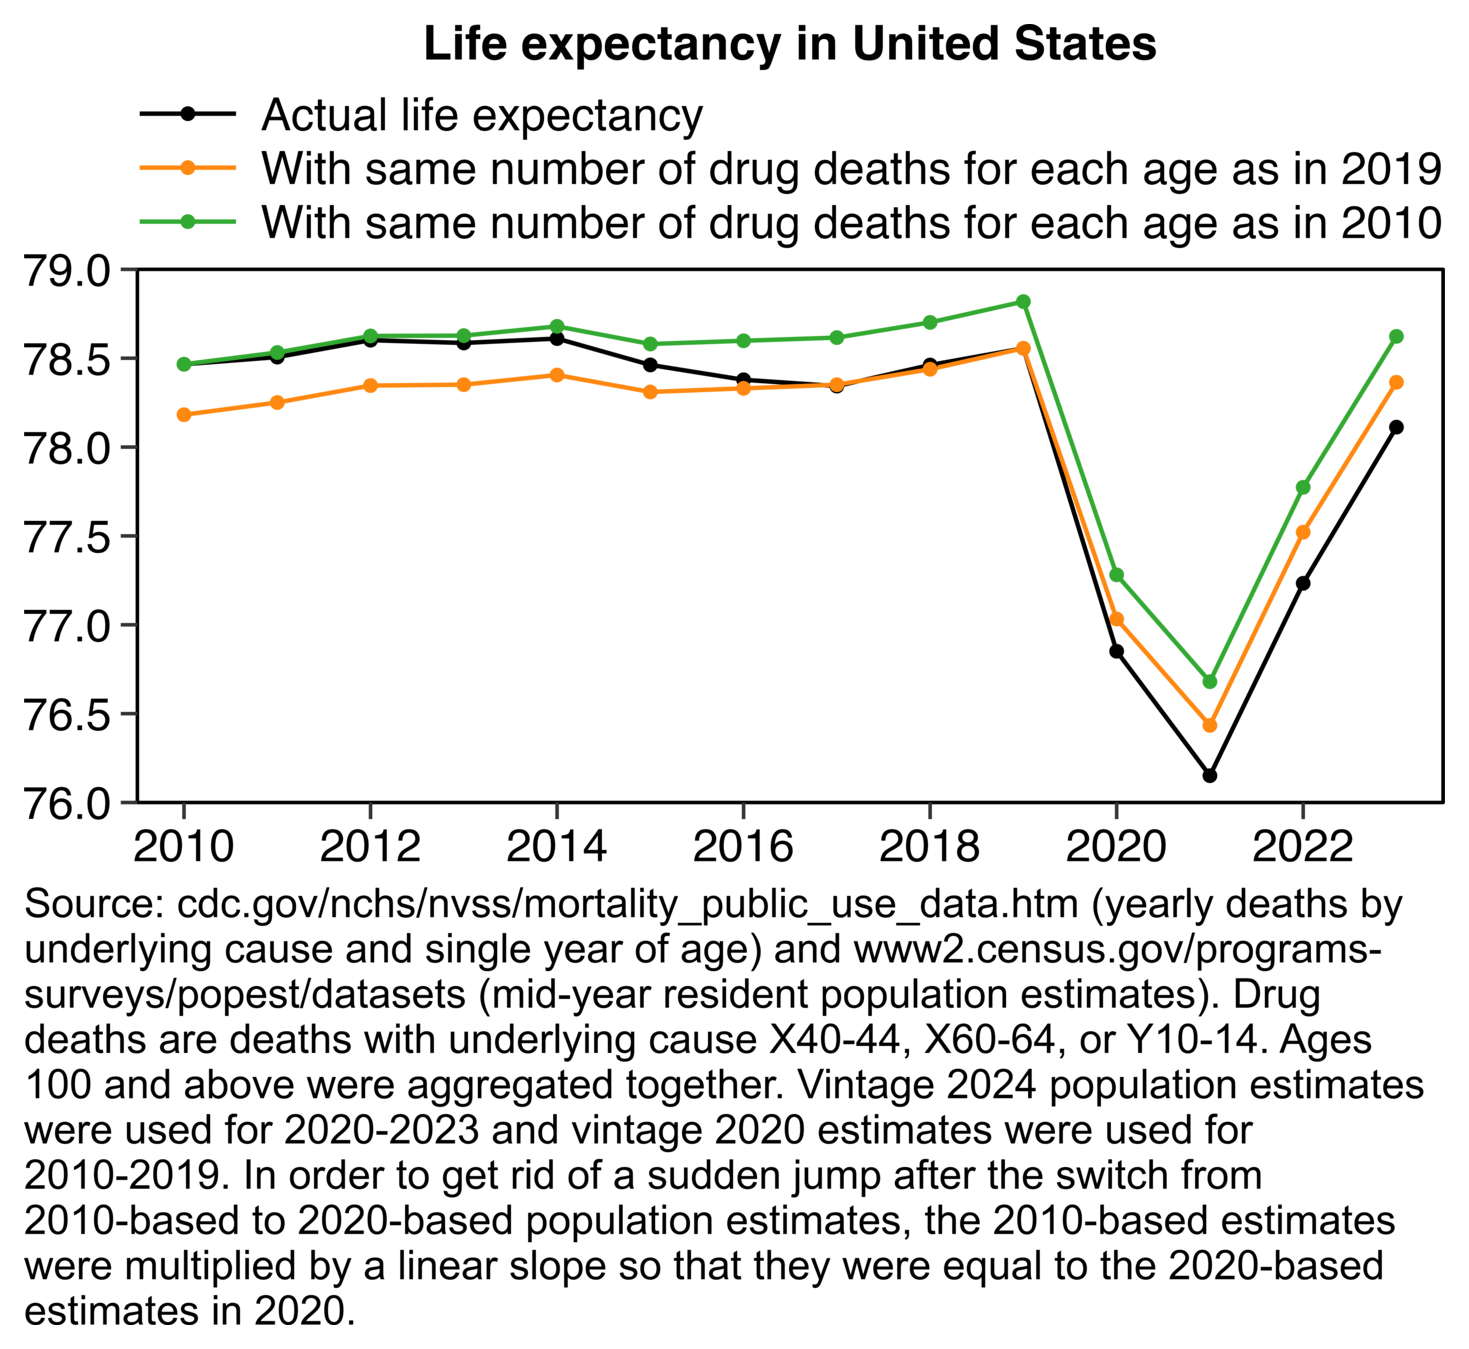 Life expectancy in United States
Actual life expectancy
With same number of drug deaths for each age as in 2019
With same number of drug deaths for each age as in 2010
79.0
78.5
78.0
77.5
77.0
76.5
76.0
2010 2012 2014 2016 2018 2020 2022
Source: cdc.gov/nchs/nvss/mortality_public_use_data.htm (yearly deaths by
underlying cause and single year of age) and www2.census.gov/programs-
surveys/popest/datasets (mid-year resident population estimates). Drug
deaths are deaths with underlying cause X40-44, X60-64, or Y10-14. Ages
100 and above were aggregated together. Vintage 2024 population estimates
were used for 2020-2023 and vintage 2020 estimates were used for
2010-2019. In order to get rid of a sudden jump after the switch from
2010-based to 2020-based population estimates, the 2010-based estimates
were multiplied by a linear slope so that they were equal to the 2020-based
estimates in 2020.